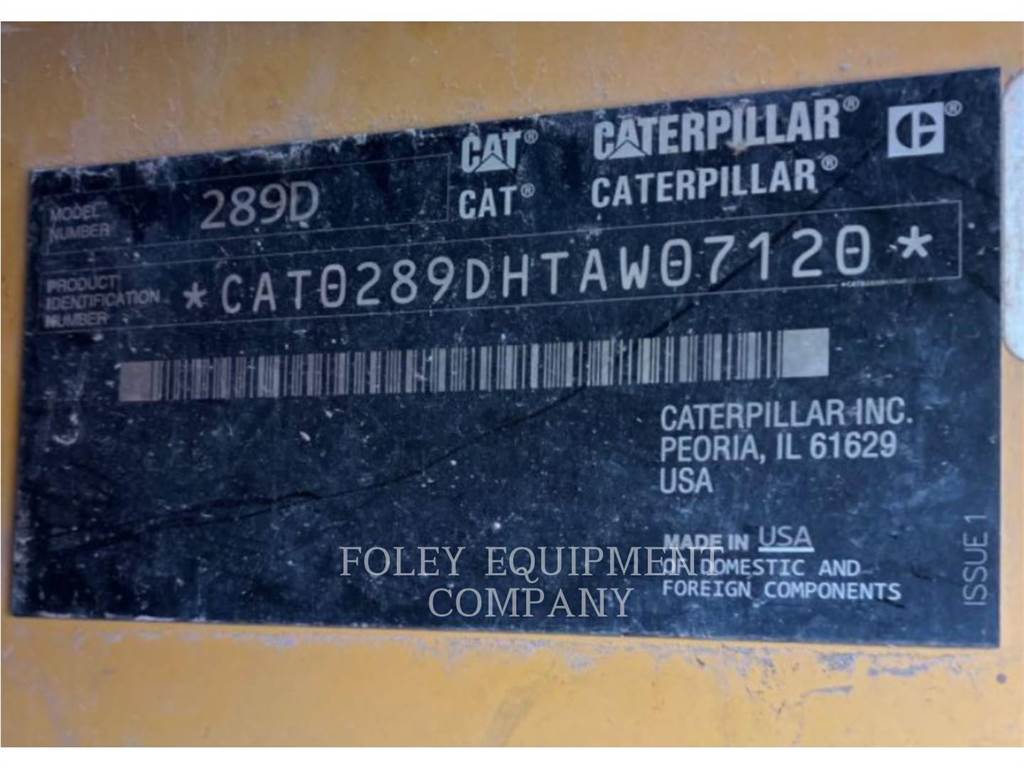 CAT® CATERPILLAR®
CAT® CATERPILLAR®
MODEL NUMBER 289D
PRODUCT
IDENTIFICATION
NUMBER
*CAT0289DHTAW07120*
CATERPILLAR INC.
PEORIA, IL 61629
USA
MADE IN USA
OF DOMESTIC AND
FOREIGN COMPONENTS
ISSUE 1
FOLEY EQUIPMENT
COMPANY